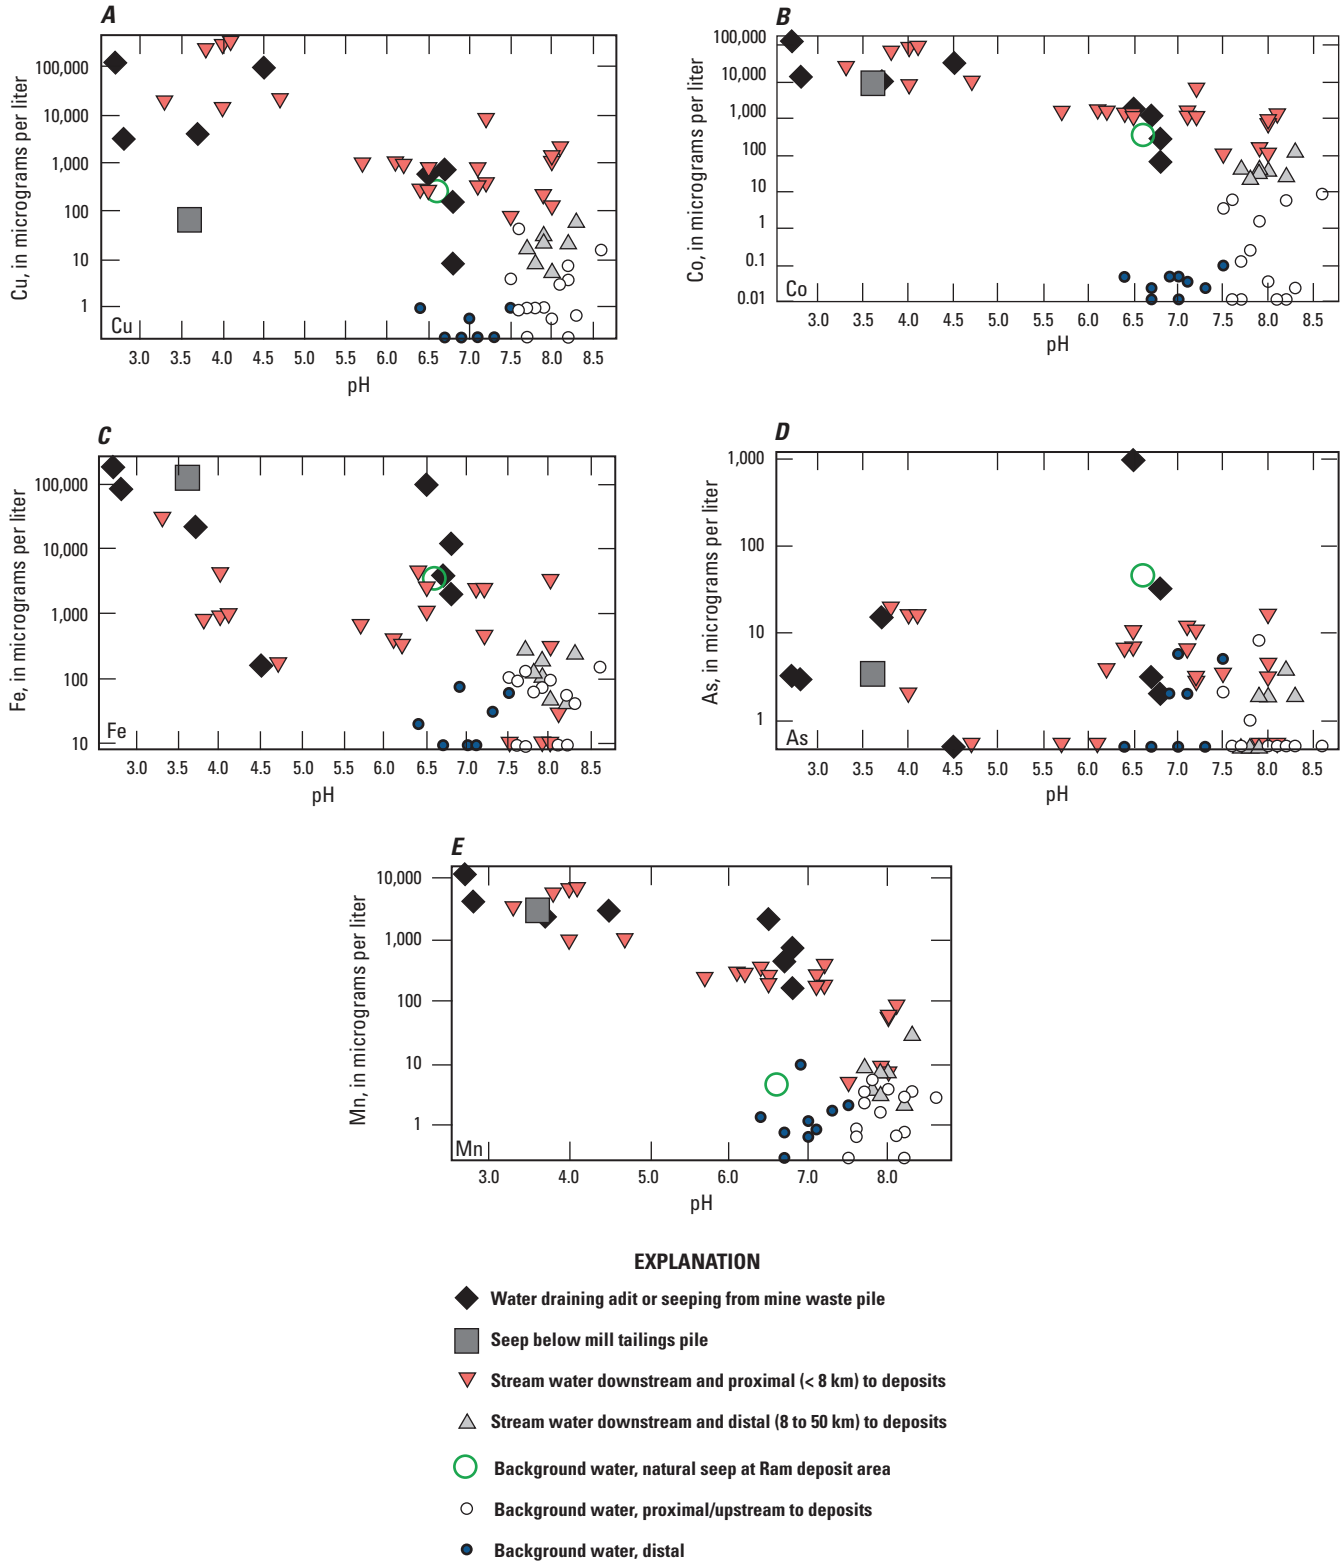 A
Cu, in micrograms per liter
100,000
10,000
1,000
100
10
1
Cu
3.0 3.5 4.0 4.5 5.0 5.5 6.0 6.5 7.0 7.5 8.0 8.5
pH
B
Co, in micrograms per liter
100,000
10,000
1,000
100
10
1
0.1
0.01
Co
3.0 3.5 4.0 4.5 5.0 5.5 6.0 6.5 7.0 7.5 8.0 8.5
pH
C
Fe, in micrograms per liter
100,000
10,000
1,000
100
10
Fe
3.0 3.5 4.0 4.5 5.0 5.5 6.0 6.5 7.0 7.5 8.0 8.5
pH
D
As, in micrograms per liter
1,000
100
10
1
As
3.0 3.5 4.0 4.5 5.0 5.5 6.0 6.5 7.0 7.5 8.0 8.5
pH
E
Mn, in micrograms per liter
10,000
1,000
100
10
1
Mn
3.0 4.0 5.0 6.0 7.0 8.0
pH
EXPLANATION
Water draining adit or seeping from mine waste pile
Seep below mill tailings pile
Stream water downstream and proximal (< 8 km) to deposits
Stream water downstream and distal (8 to 50 km) to deposits
Background water, natural seep at Ram deposit area
Background water, proximal/upstream to deposits
Background water, distal